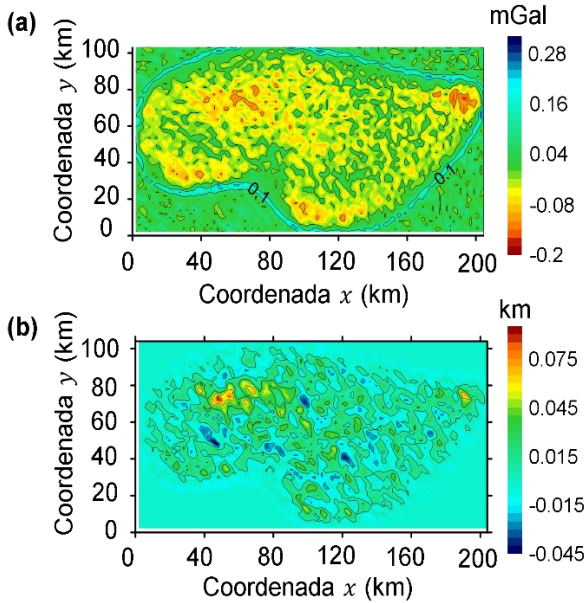 (a)
mGal
Coordenada y (km)
100
80
60
40
20
0
0.1
0.1
0 40 80 120 160 200
Coordenada x (km)
0.28
0.16
0.04
-0.08
-0.2
(b)
km
Coordenada y (km)
100
80
60
40
20
0
0 40 80 120 160 200
Coordenada x (km)
0.075
0.045
0.015
-0.015
-0.045